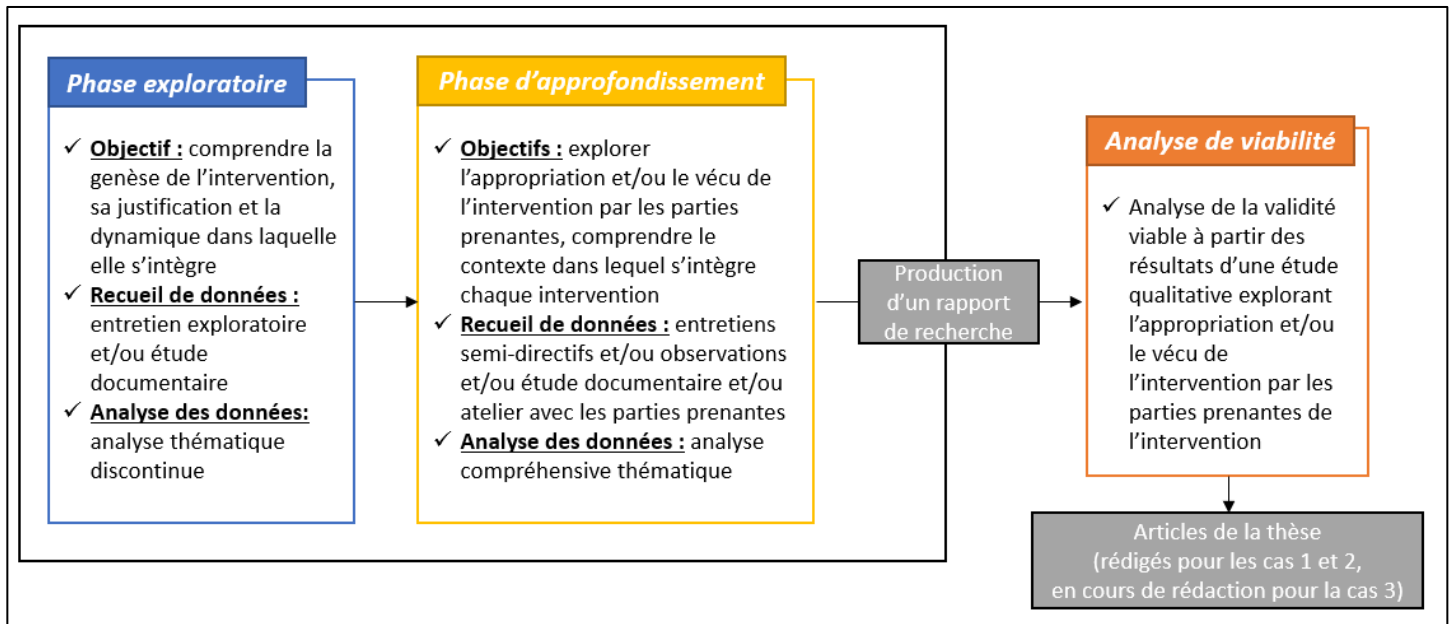 Phase exploratoire
✓ Objectif : comprendre la
genèse de l’intervention,
sa justification et la
dynamique dans laquelle
elle s’intègre
✓ Recueil de données :
entretien exploratoire
et/ou étude
documentaire
✓ Analyse des données:
analyse thématique
discontinue
Phase d’approfondissement
✓ Objectifs : explorer
l’appropriation et/ou le vécu de
l’intervention par les parties
prenantes, comprendre le
contexte dans lequel s’intègre
chaque intervention
✓ Recueil de données : entretiens
semi-directifs et/ou observations
et/ou étude documentaire et/ou
atelier avec les parties prenantes
✓ Analyse des données : analyse
compréhensive thématique
Production
d’un rapport
de recherche
Analyse de viabilité
✓ Analyse de la validité
viable à partir des
résultats d’une étude
qualitative explorant
l’appropriation et/ou
le vécu de
l’intervention par les
parties prenantes de
l’intervention
Articles de la thèse
(rédigés pour les cas 1 et 2,
en cours de rédaction pour la cas 3)